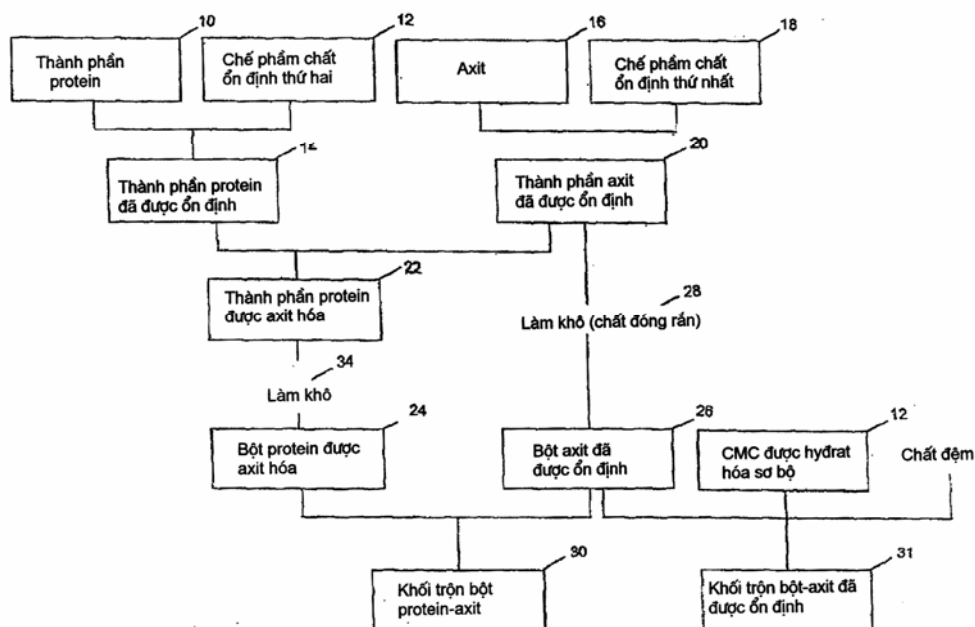 10
12
16
18
Thành phần
protein
Chế phẩm chất
ổn định thứ hai
Axit
Chế phẩm chất
ổn định thứ nhất
14
20
Thành phần protein
đã được ổn định
Thành phần axit
đã được ổn định
22
Thành phần protein
được axit hóa
28
Làm khô (chất đóng rắn)
34
Làm khô
24
26
12
Bột protein được
axit hóa
Bột axit đã
được ổn định
CMC được hyđrat
hóa sơ bộ
Chất đệm
30
31
Khối trộn bột
protein-axit
Khối trộn bột-axit đã
được ổn định